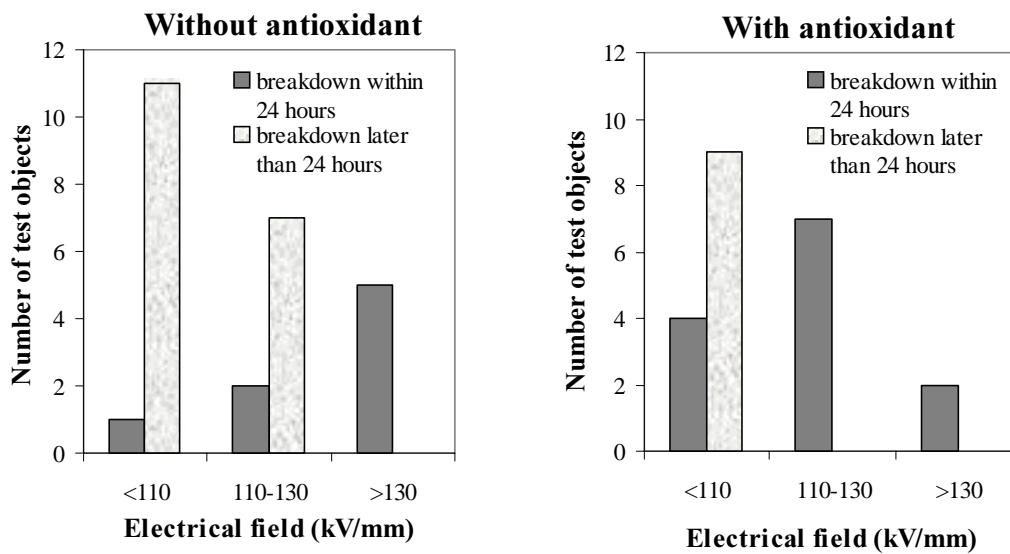 Without antioxidant
12
10
8
6
4
2
0
Number of test objects
breakdown within
24 hours
breakdown later
than 24 hours
<110
110-130
>130
Electrical field (kV/mm)
With antioxidant
12
10
8
6
4
2
0
Number of test objects
breakdown within
24 hours
breakdown later
than 24 hours
<110
110-130
>130
Electrical field (kV/mm)